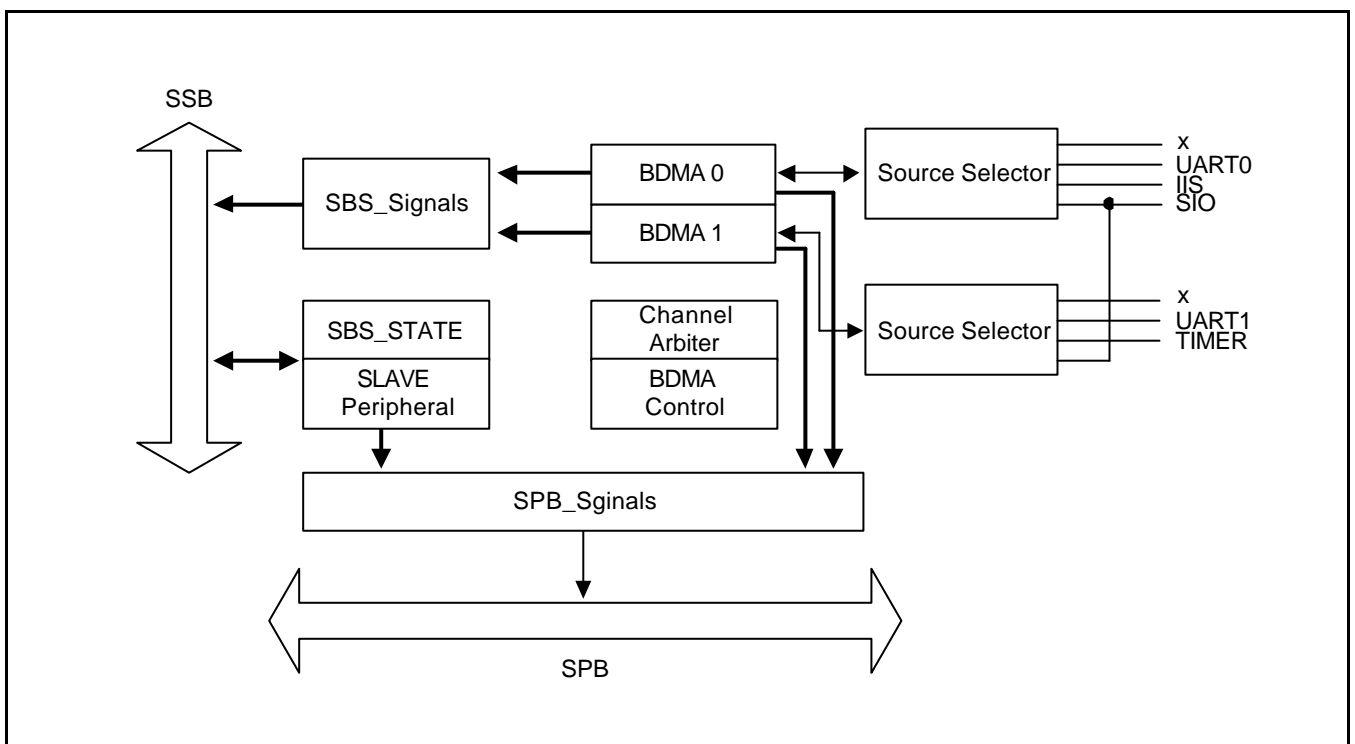 SSB
SBS_Signals
BDMA 0
BDMA 1
Source Selector
x
UART0
IIS
SIO
SBS_STATE
SLAVE
Peripheral
Channel
Arbiter
BDMA
Control
Source Selector
x
UART1
TIMER
SPB_Sginals
SPB